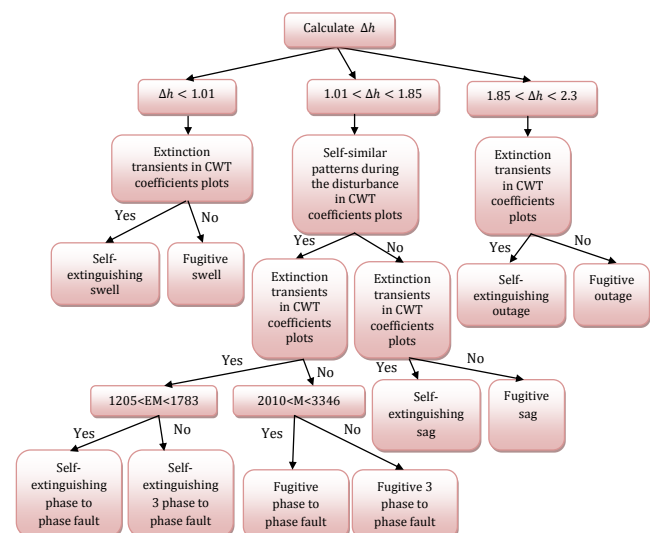 Calculate Δh
Δh < 1.01
1.01 < Δh < 1.85
1.85 < Δh < 2.3
Extinction
transients in CWT
coefficients plots
Self-similar
patterns during
the disturbance
in CWT
coefficients plots
Extinction
transients in
CWT
coefficients
plots
Yes
No
Yes
No
Yes
No
Self-
extinguishing
swell
Fugitive
swell
Extinction
transients
in CWT
coefficients
plots
Extinction
transients
in CWT
coefficients
plots
Self-
extinguishing
outage
Fugitive
outage
Yes
No
Yes
No
1205<EM<1783
2010<M<3346
Self-
extinguishing
sag
Fugitive
sag
Yes
No
Yes
No
Self-
extinguishing
phase to
phase fault
Self-
extinguishing
3 phase to
phase fault
Fugitive
phase to
phase fault
Fugitive 3
phase to
phase fault